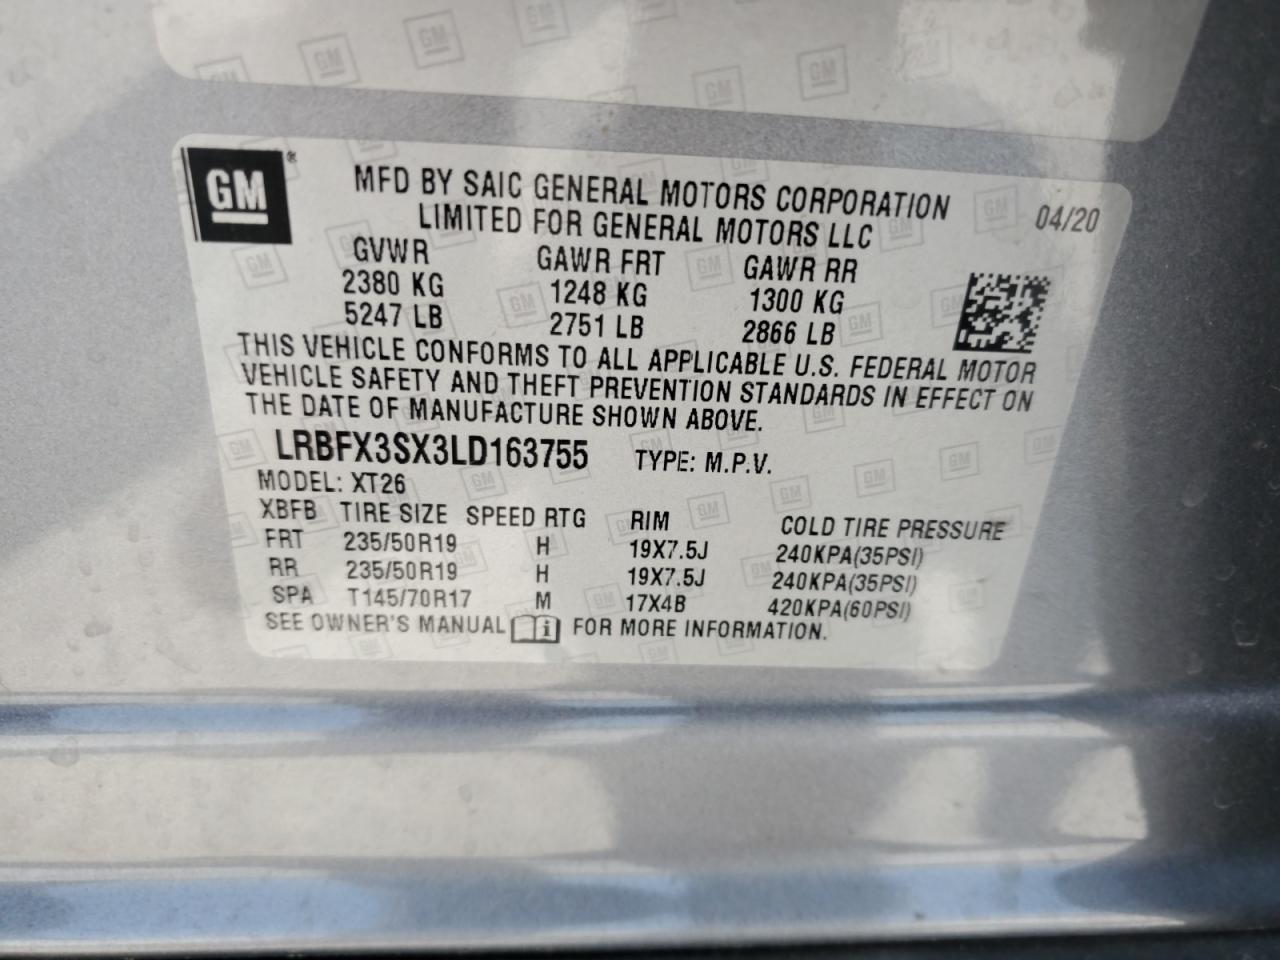 GM
MFD BY SAIC GENERAL MOTORS CORPORATION
LIMITED FOR GENERAL MOTORS LLC
04/20
GVWR GAWR FRT GAWR RR
2380 KG 1248 KG 1300 KG
5247 LB 2751 LB 2866 LB
THIS VEHICLE CONFORMS TO ALL APPLICABLE U.S. FEDERAL MOTOR
VEHICLE SAFETY AND THEFT PREVENTION STANDARDS IN EFFECT ON
THE DATE OF MANUFACTURE SHOWN ABOVE.
LRBFX3SX3LD163755 TYPE: M.P.V.
MODEL: XT26
XBFB TIRE SIZE SPEED RTG RIM COLD TIRE PRESSURE
FRT 235/50R19 H 19X7.5J 240KPA(35PSI)
RR 235/50R19 H 19X7.5J 240KPA(35PSI)
SPA T145/70R17 M 17X4B 420KPA(60PSI)
SEE OWNER'S MANUAL FOR MORE INFORMATION.